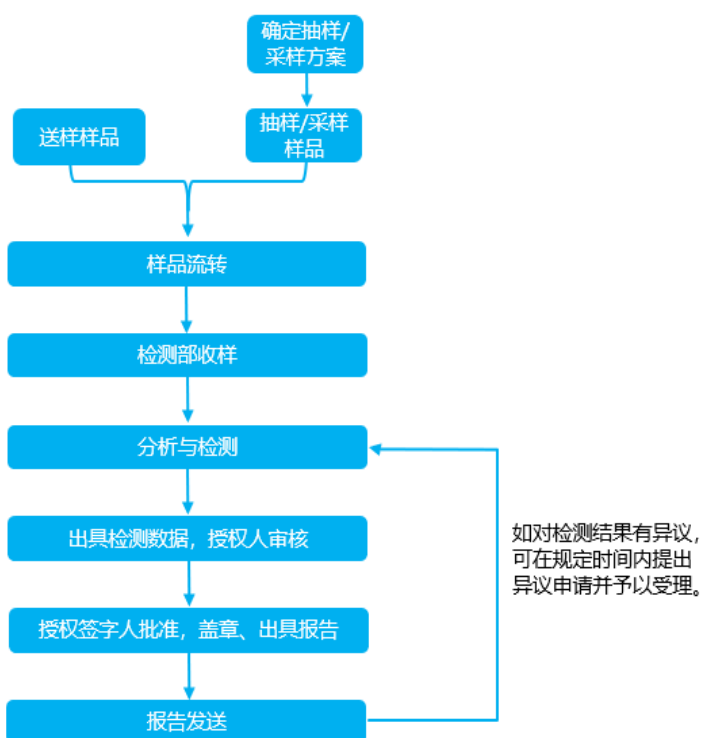 确定抽样/
采样方案
送样样品
抽样/采样
样品
样品流转
检测部收样
分析与检测
出具检测数据，授权人审核
如对检测结果有异议，
可在规定时间内提出
异议申请并予以受理。
授权签字人批准，盖章、出具报告
报告发送